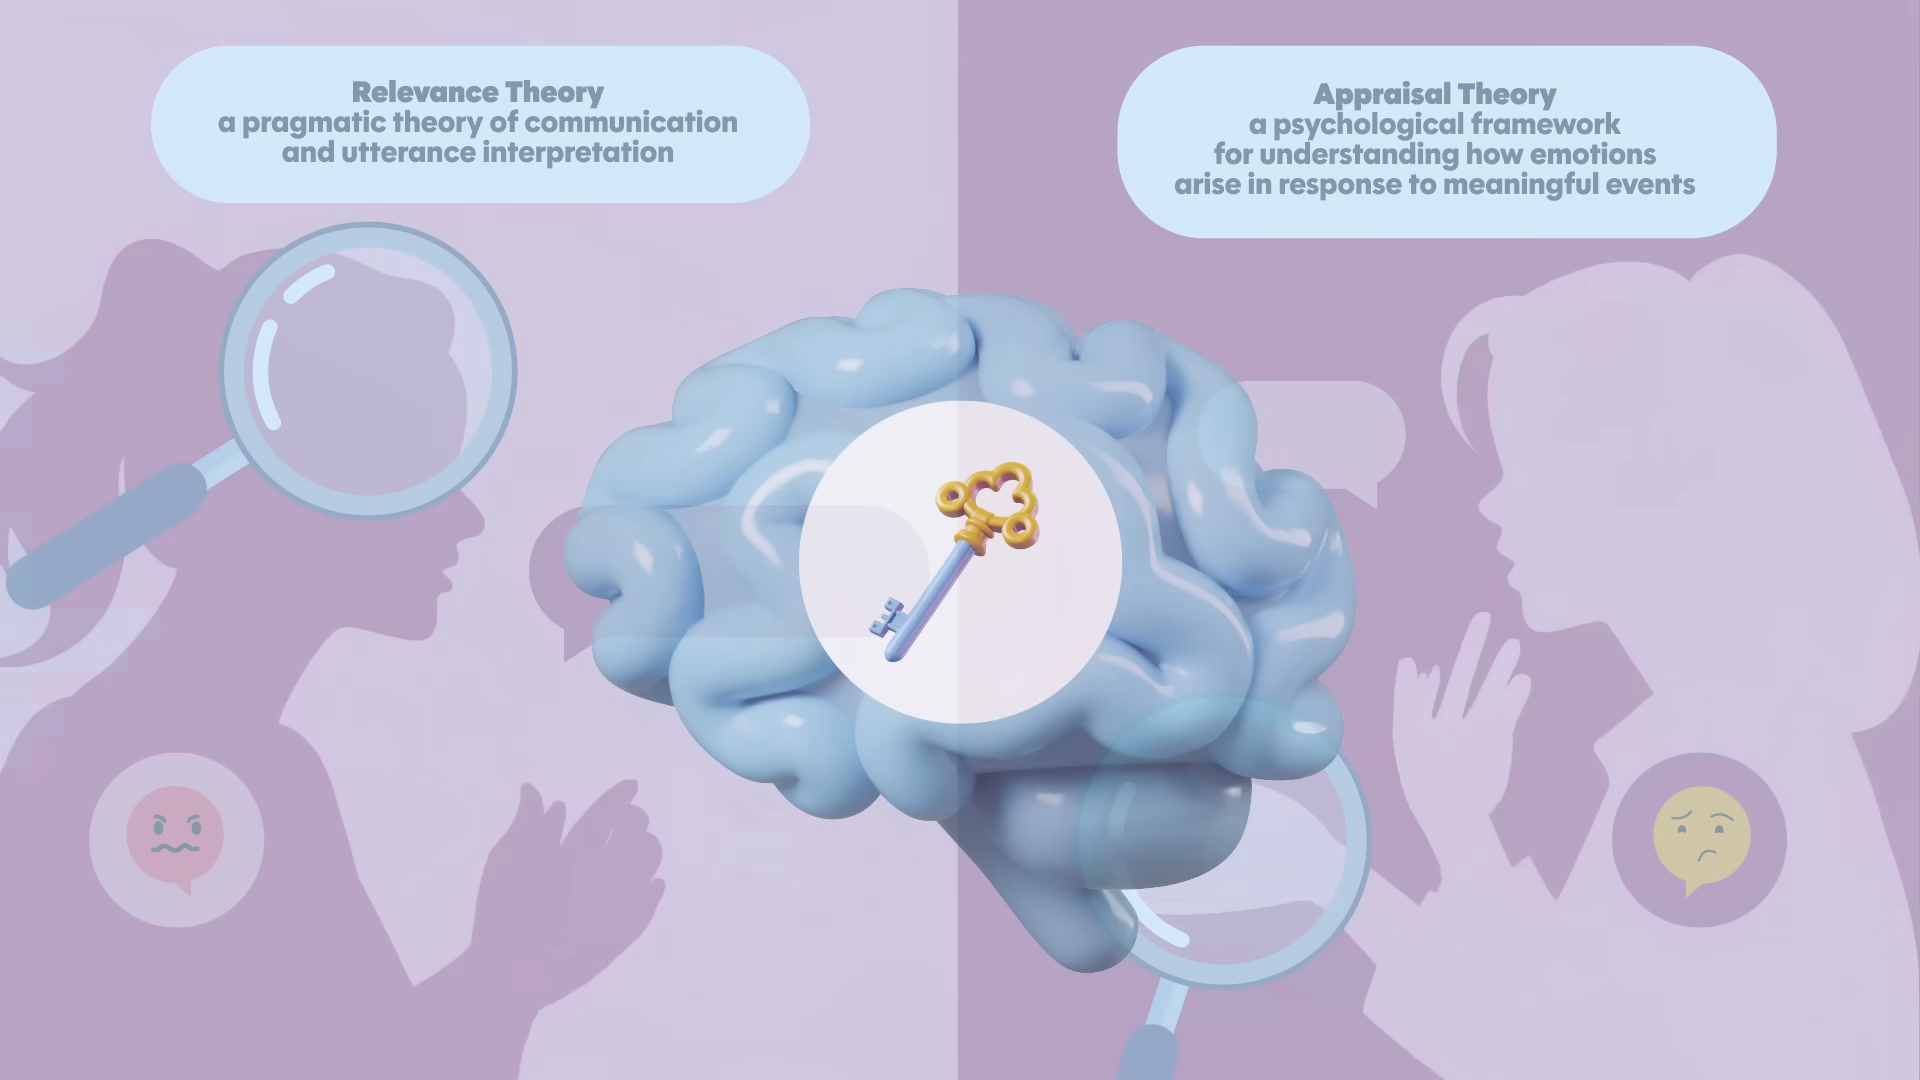 Relevance Theory
a pragmatic theory of communication
and utterance interpretation
Appraisal Theory
a psychological framework
for understanding how emotions
arise in response to meaningful events